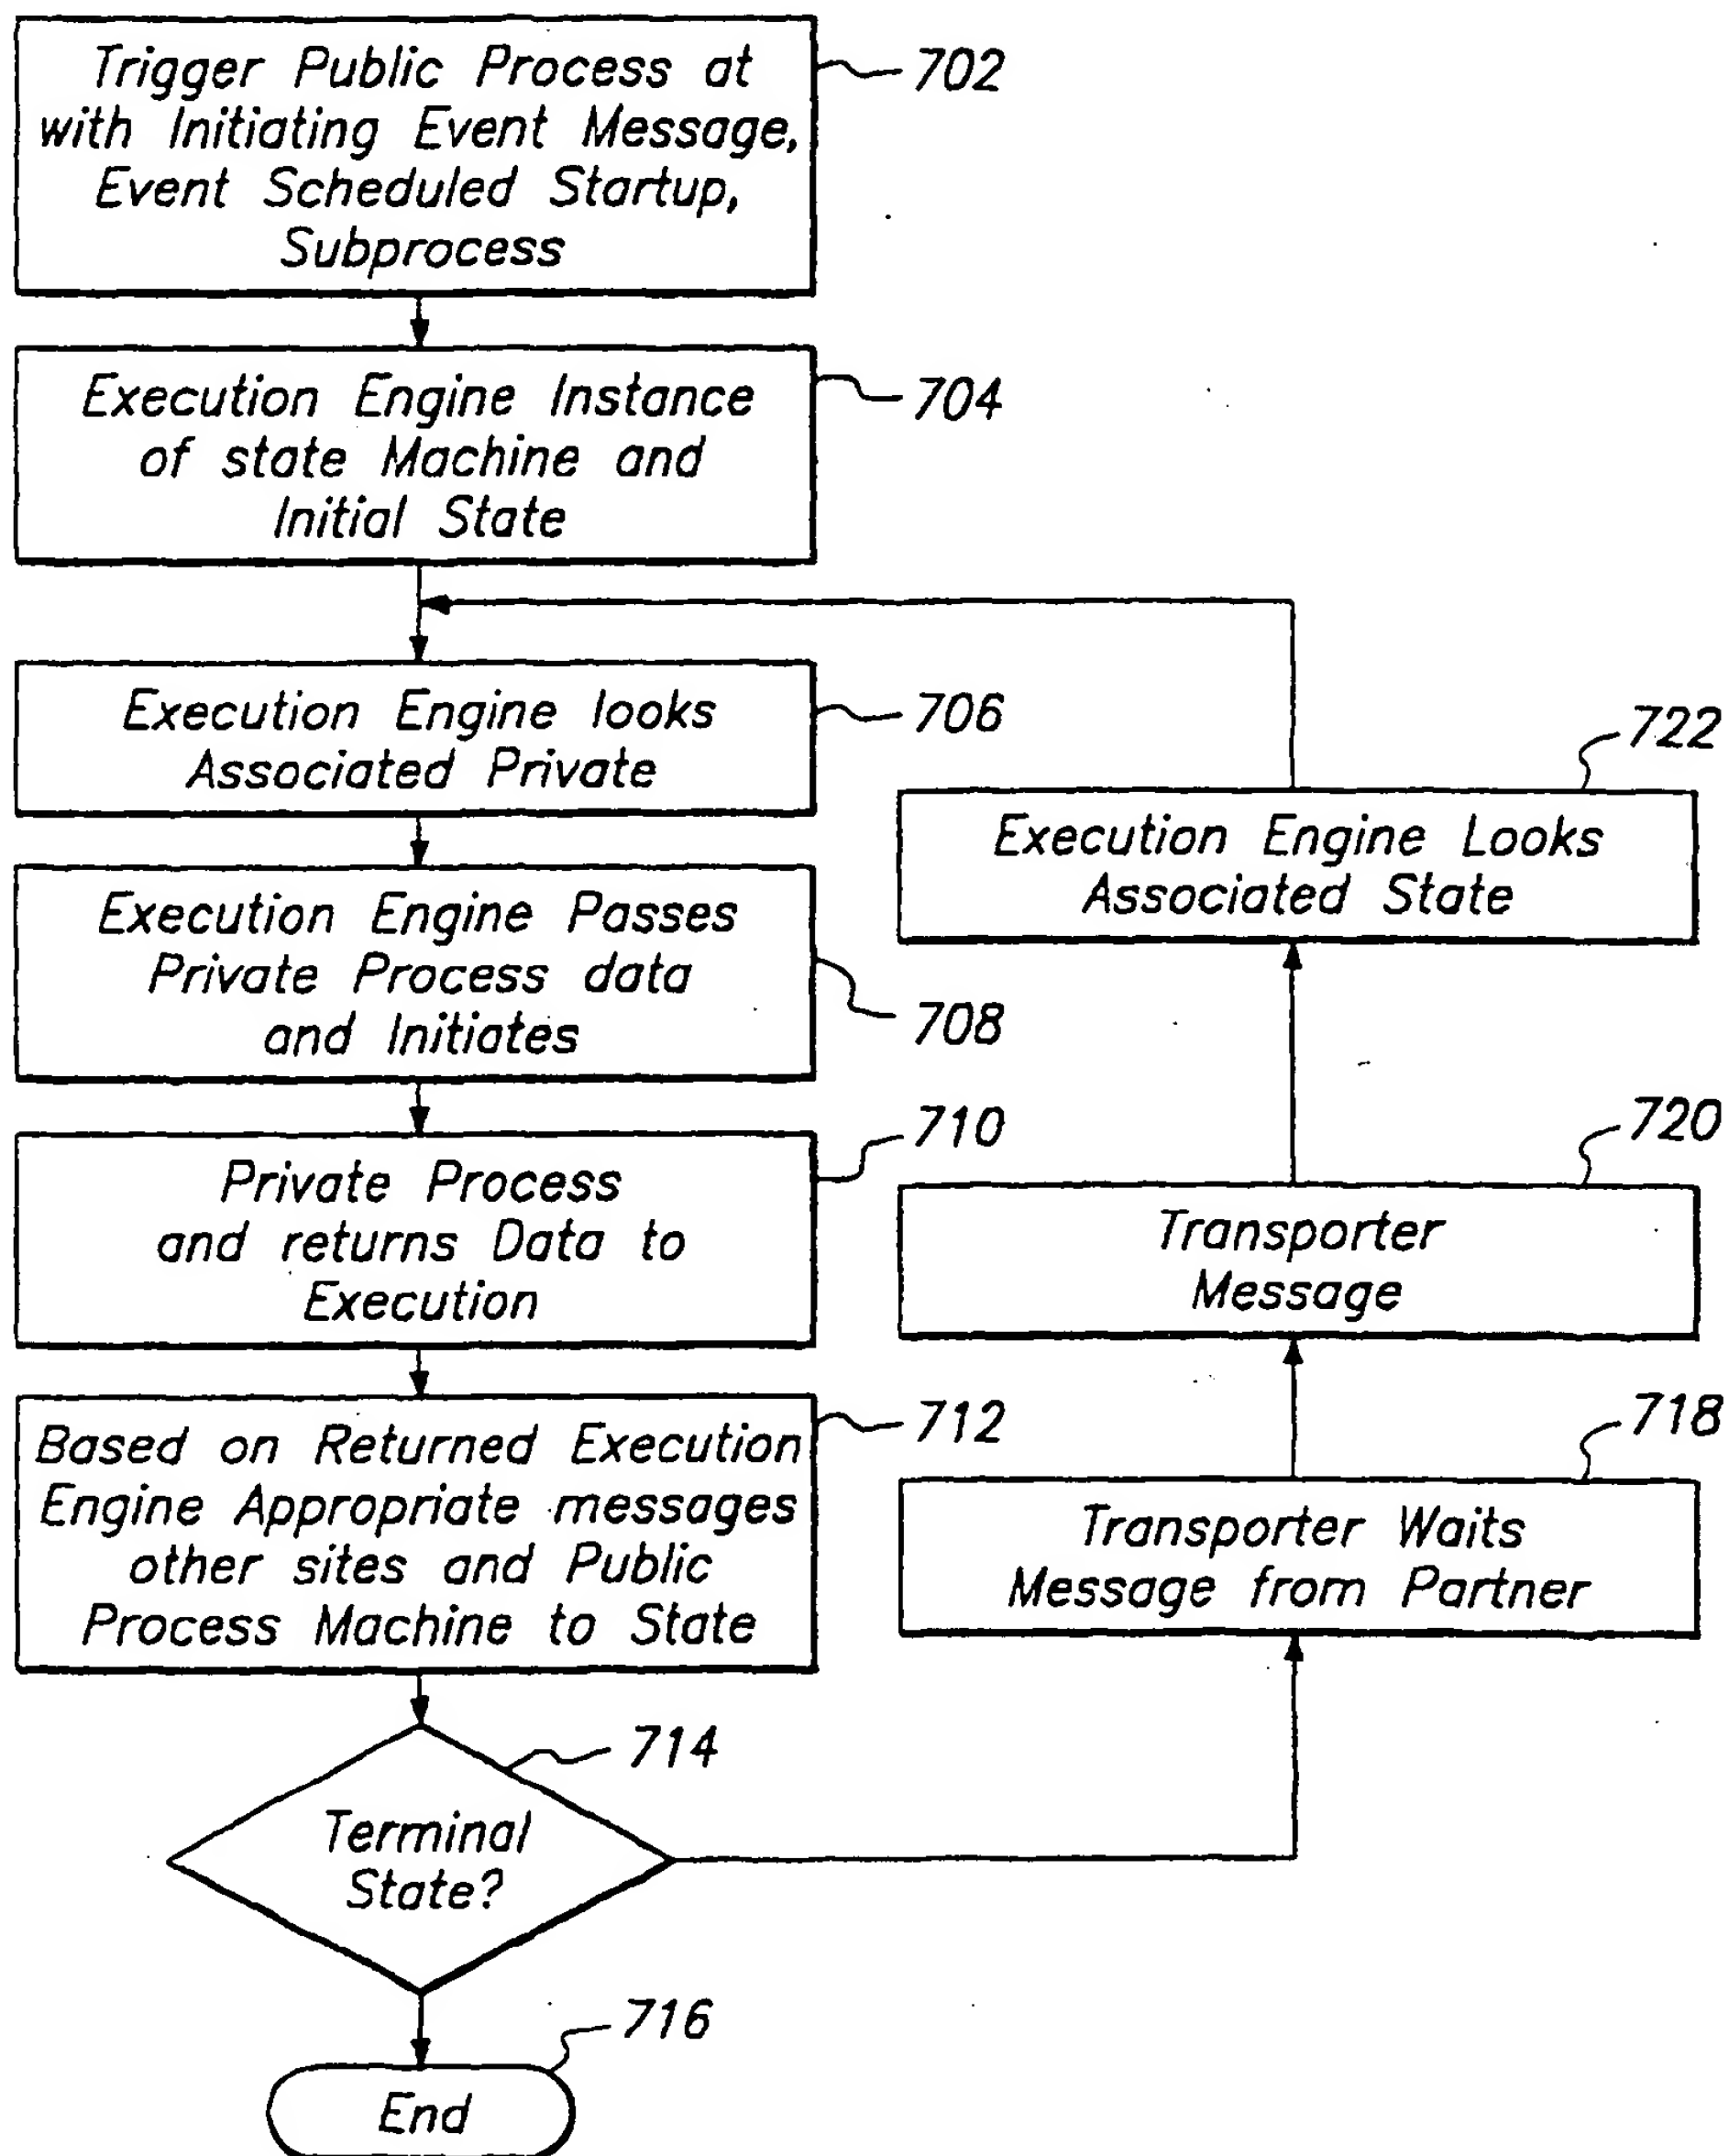 Trigger Public Process at
with Initiating Event Message,
Event Scheduled Startup,
Subprocess
702
Execution Engine Instance
of state Machine and
Initial State
704
Execution Engine looks
Associated Private
706
Execution Engine Passes
Private Process data
and Initiates
708
Private Process
and returns Data to
Execution
710
Based on Returned Execution
Engine Appropriate messages
other sites and Public
Process Machine to State
712
Terminal
State?
714
End
716
Transporter Waits
Message from Partner
718
Transporter
Message
720
Execution Engine Looks
Associated State
722